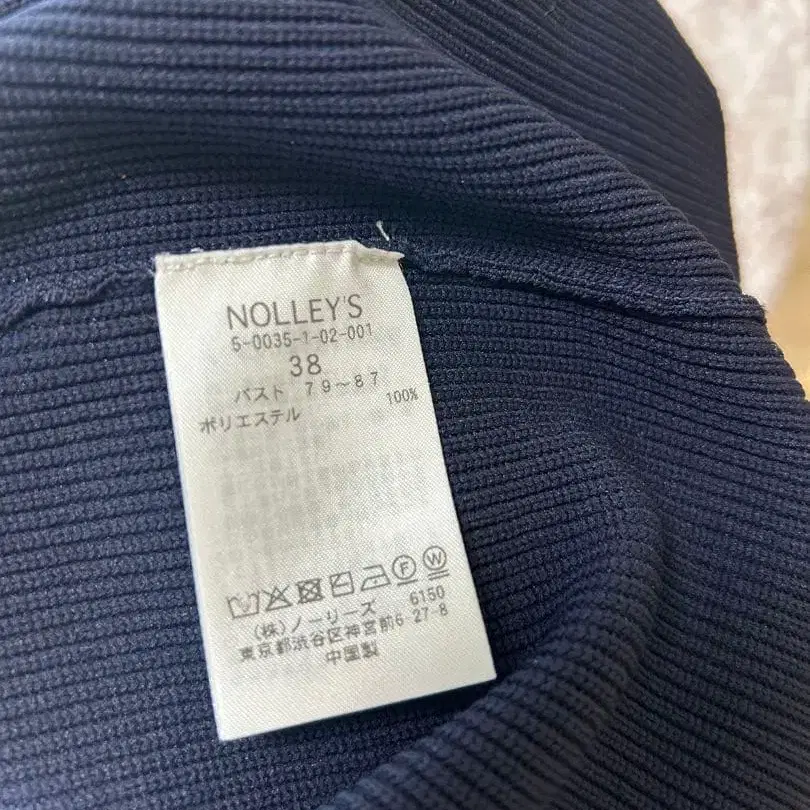 NOLLEY'S
5-0035-1-02-001
38
バスト 79~87
ポリエステル 100%
(株)ノーリーズ 6150
東京都渋谷区神宮前6-27-8
中国製